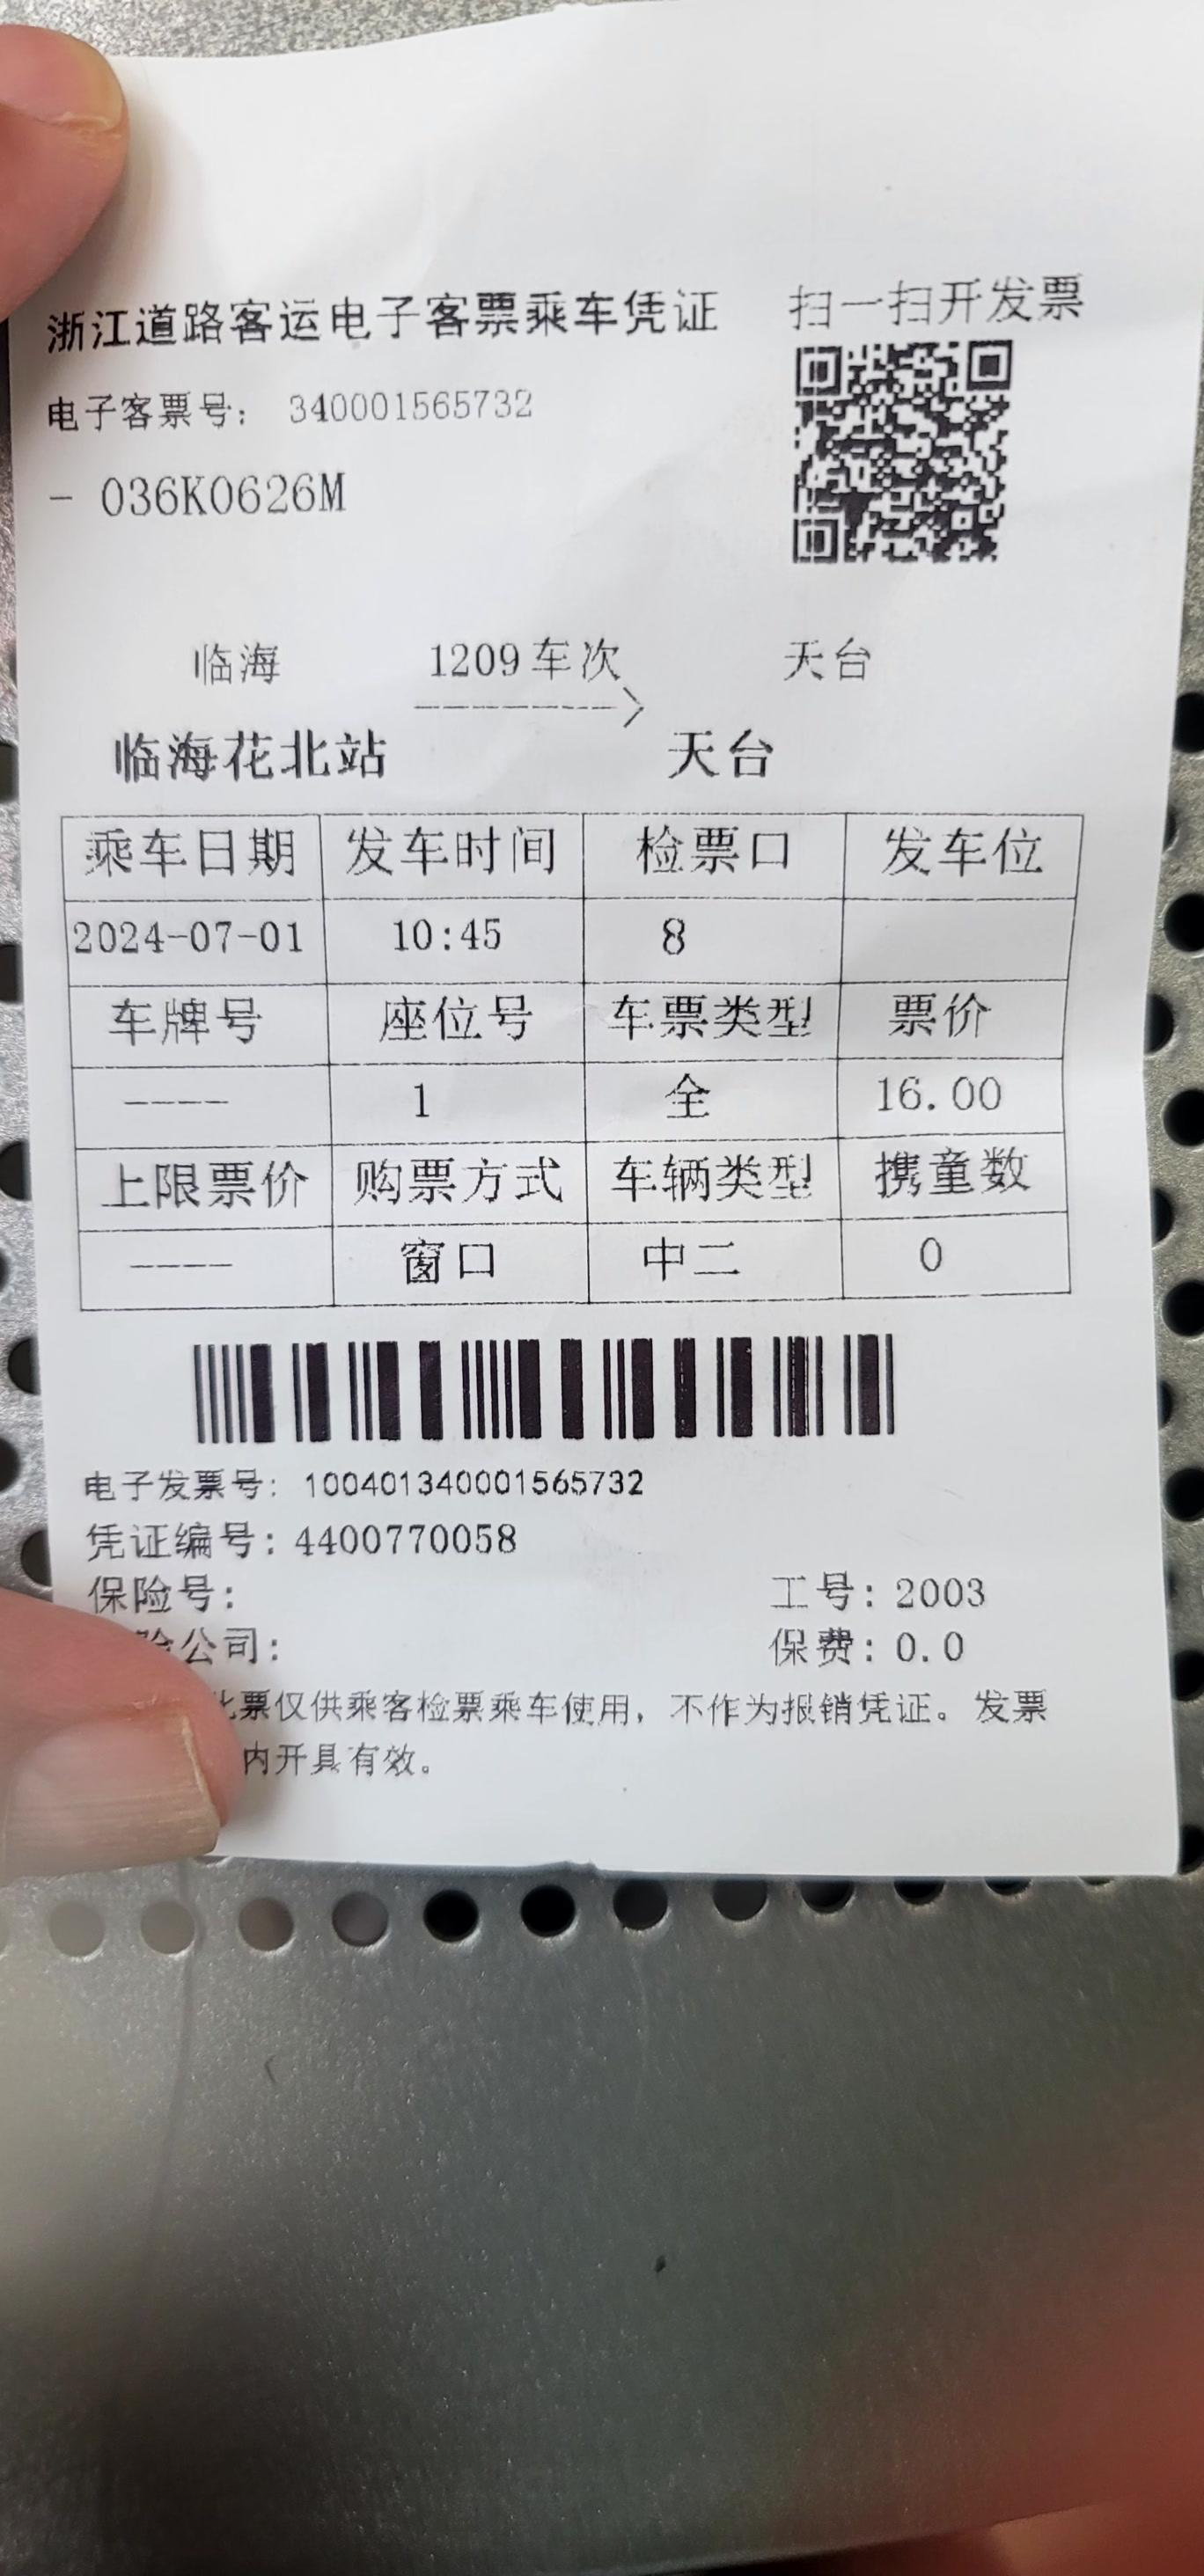 浙江道路客运电子客票乘车凭证 扫一扫开发票
电子客票号： 340001565732
- 036K0626M
临海 1209车次 天台
临海花北站 天台
乘车日期 发车时间 检票口 发车位
2024-07-01 10:45 8
车牌号 座位号 车票类型 票价
---- 1 全 16.00
上限票价 购票方式 车辆类型 携童数
---- 窗口 中二 0
电子发票号： 100401340001565732
凭证编号：4400770058
保险号： 工号：2003
险公司： 保费：0.0
此票仅供乘客检票乘车使用，不作为报销凭证。发票
内开具有效。